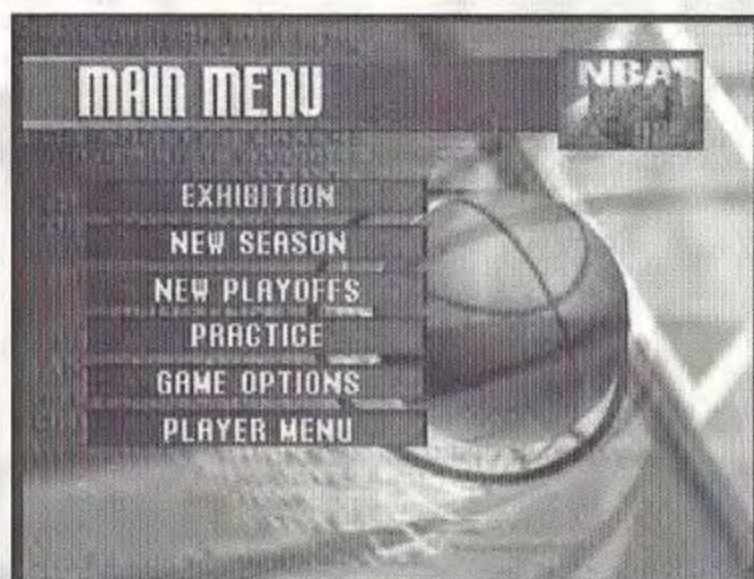 MAIN MENU
NBA
EXHIBITION
NEW SEASON
NEW PLAYOFFS
PRACTICE
GAME OPTIONS
PLAYER MENU